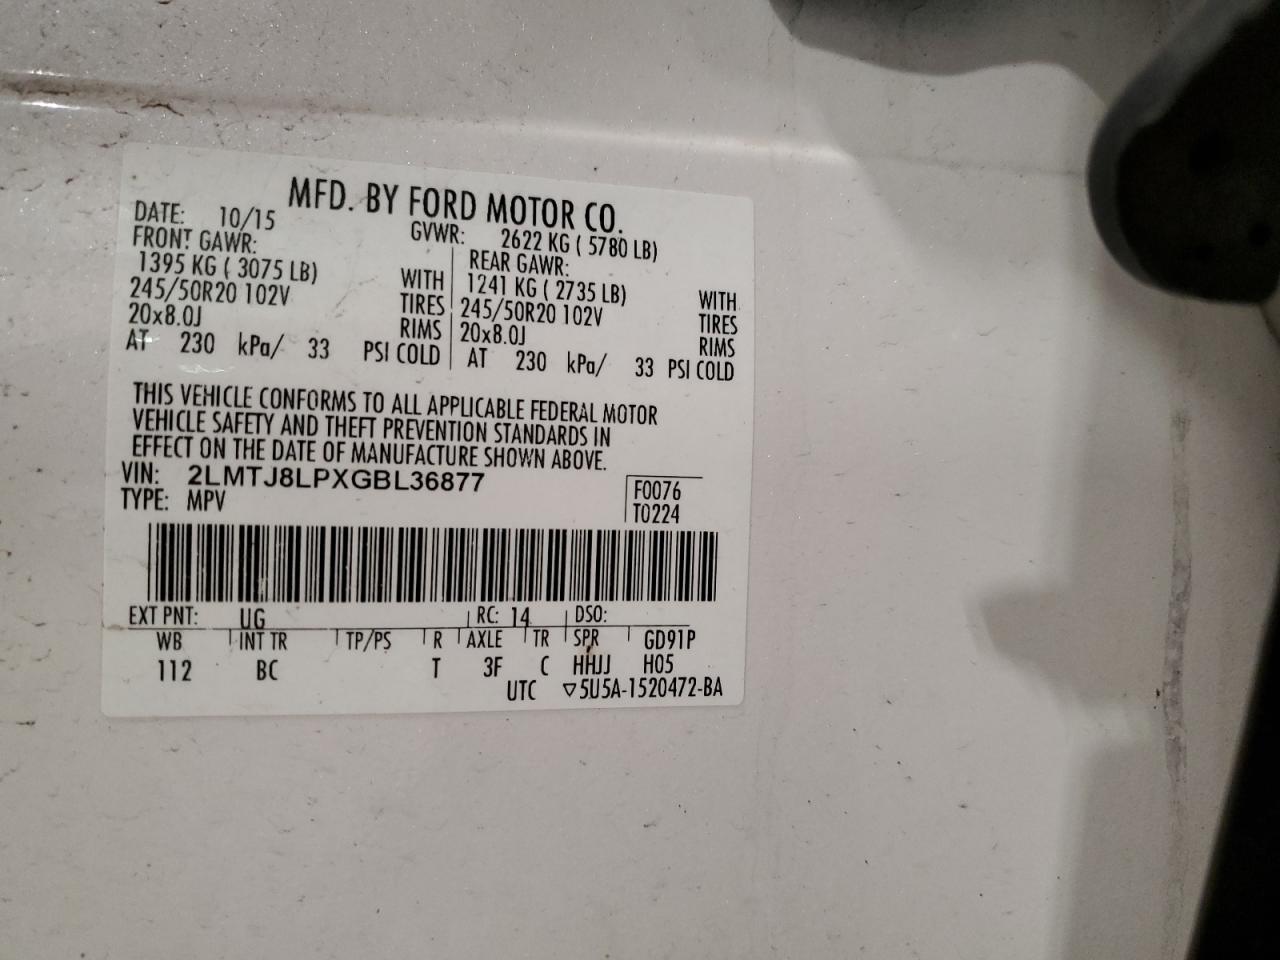 MFD. BY FORD MOTOR CO.
DATE: 10/15 GVWR: 2622 KG ( 5780 LB)
FRONT GAWR: REAR GAWR:
1395 KG ( 3075 LB) WITH 1241 KG ( 2735 LB) WITH
245/50R20 102V TIRES 245/50R20 102V TIRES
20x8.0J RIMS 20x8.0J RIMS
AT 230 kPa/ 33 PSI COLD AT 230 kPa/ 33 PSI COLD
THIS VEHICLE CONFORMS TO ALL APPLICABLE FEDERAL MOTOR
VEHICLE SAFETY AND THEFT PREVENTION STANDARDS IN
EFFECT ON THE DATE OF MANUFACTURE SHOWN ABOVE.
VIN: 2LMTJ8LPXGBL36877 F0076
TYPE: MPV T0224
EXT PNT: UG RC: 14 DSO:
WB INT TR TP/PS R AXLE TR SPR GD91P
112 BC T 3F C HHJJ H05
UTC ▽5U5A-1520472-BA